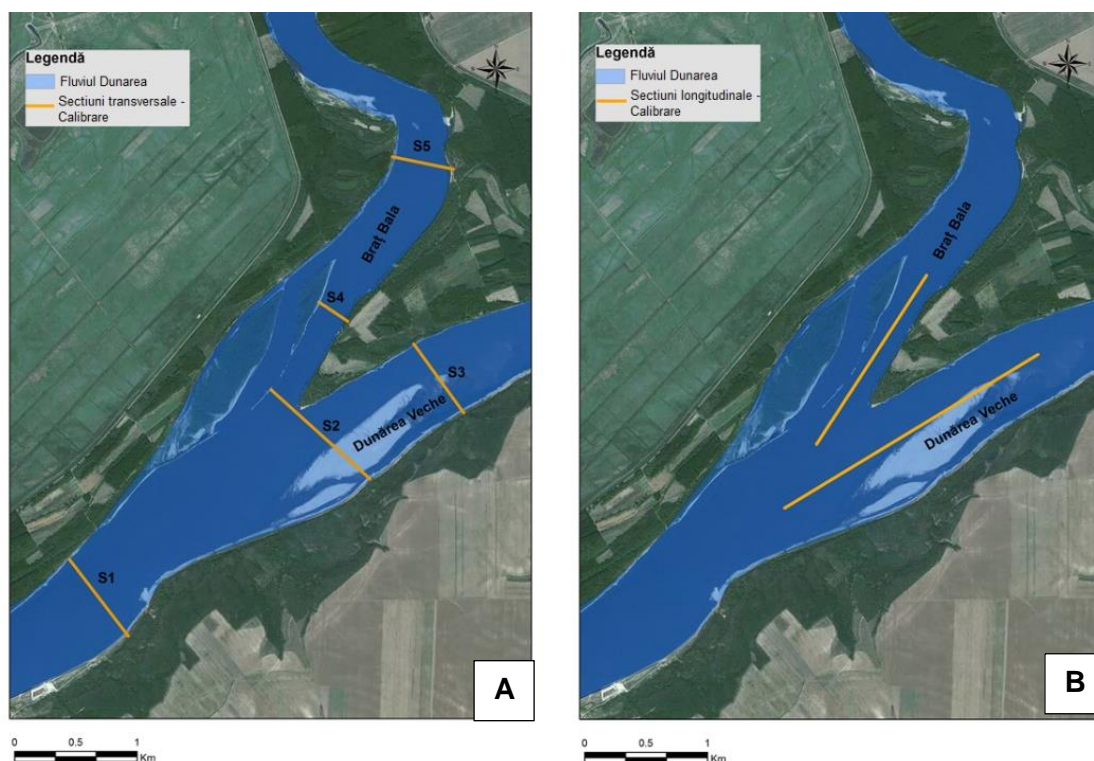 Legendă
Fluviul Dunarea
Sectiuni transversale -
Calibrare
S5
Braț Bala
S4
S3
S2
Dunărea Veche
S1
A
0 0.5 1
Km
Legendă
Fluviul Dunarea
Sectiuni longitudinale -
Calibrare
Braț Bala
Dunărea Veche
B
0 0.5 1
Km